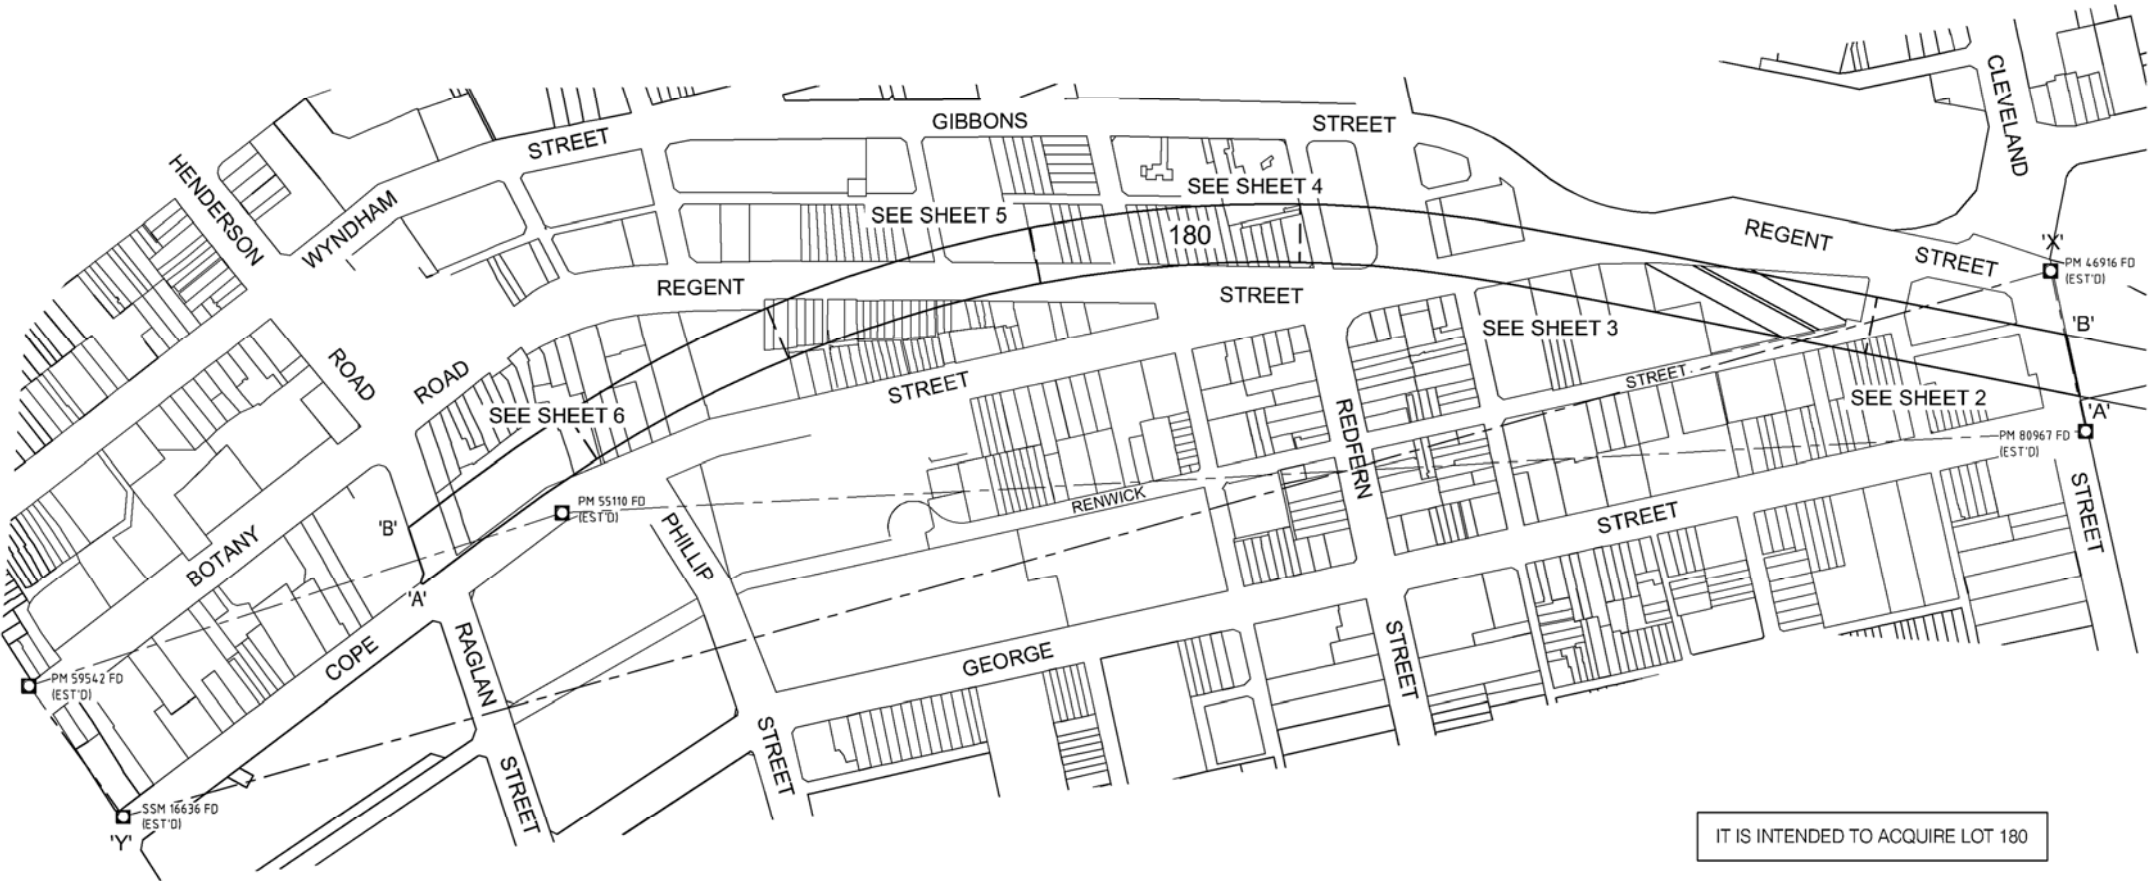 CLEVELAND
GIBBONS
STREET
STREET
HENDERSON
WYNDHAM
SEE SHEET 4
SEE SHEET 5
180
REGENT
STREET
'X'
PM 46916 FD
(EST'D)
REGENT
STREET
SEE SHEET 3
'B'
ROAD
ROAD
STREET
STREET
SEE SHEET 6
SEE SHEET 2
'A'
REDFERN
PM 80967 FD
(EST'D)
PM 55110 FD
(EST'D)
RENWICK
STREET
STREET
'B'
PHILLIP
BOTANY
'A'
COPE
RAGLAN
GEORGE
STREET
PM 59542 FD
(EST'D)
STREET
STREET
SSM 16636 FD
(EST'D)
'Y'
IT IS INTENDED TO ACQUIRE LOT 180